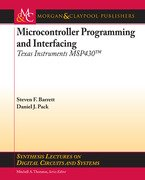 MORGAN & CLAYPOOL PUBLISHERS
Microcontroller Programming
and Interfacing
Texas Instruments MSP430™
Steven F. Barrett
Daniel J. Pack
SYNTHESIS LECTURES ON
DIGITAL CIRCUITS AND SYSTEMS
Mitchell A. Thornton, Series Editor